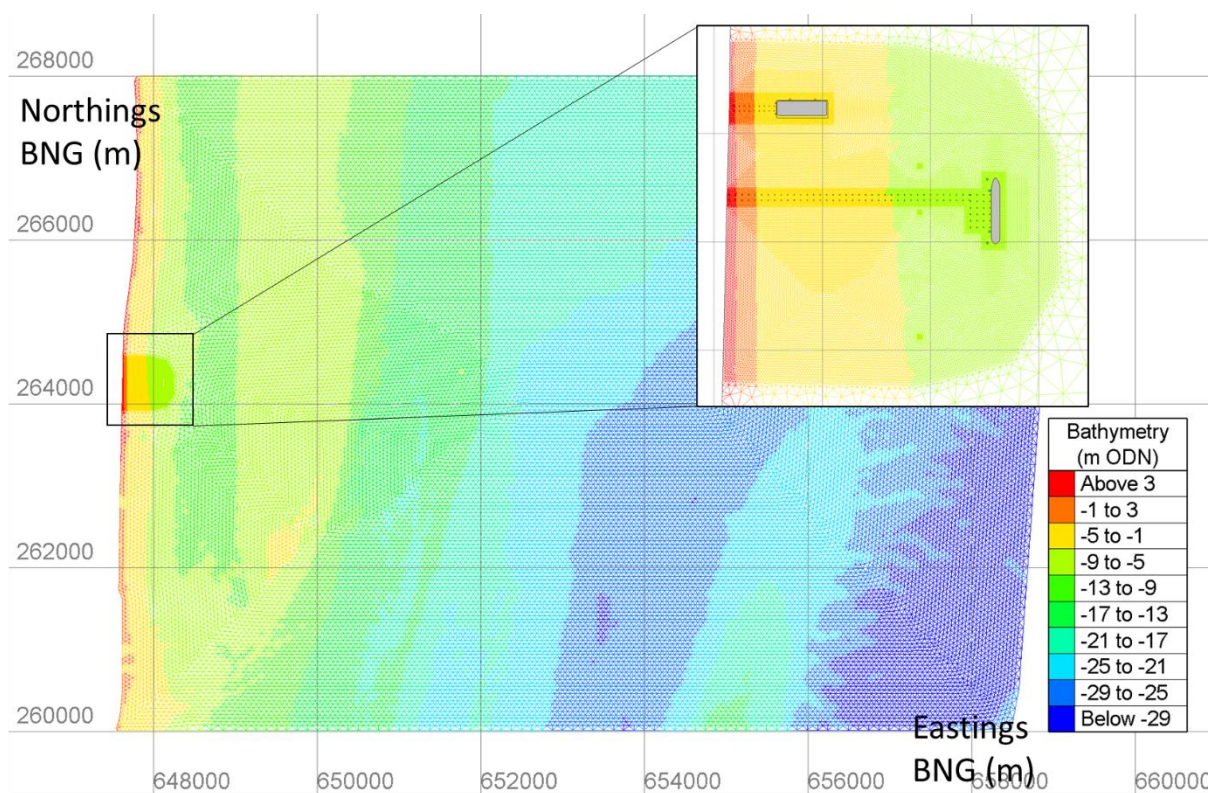 268000
Northings
BNG (m)
266000
264000
262000
260000
Bathymetry
(m ODN)
Above 3
-1 to 3
-5 to -1
-9 to -5
-13 to -9
-17 to -13
-21 to -17
-25 to -21
-29 to -25
Below -29
Eastings
BNG (m)
648000
650000
652000
654000
656000
658000
660000